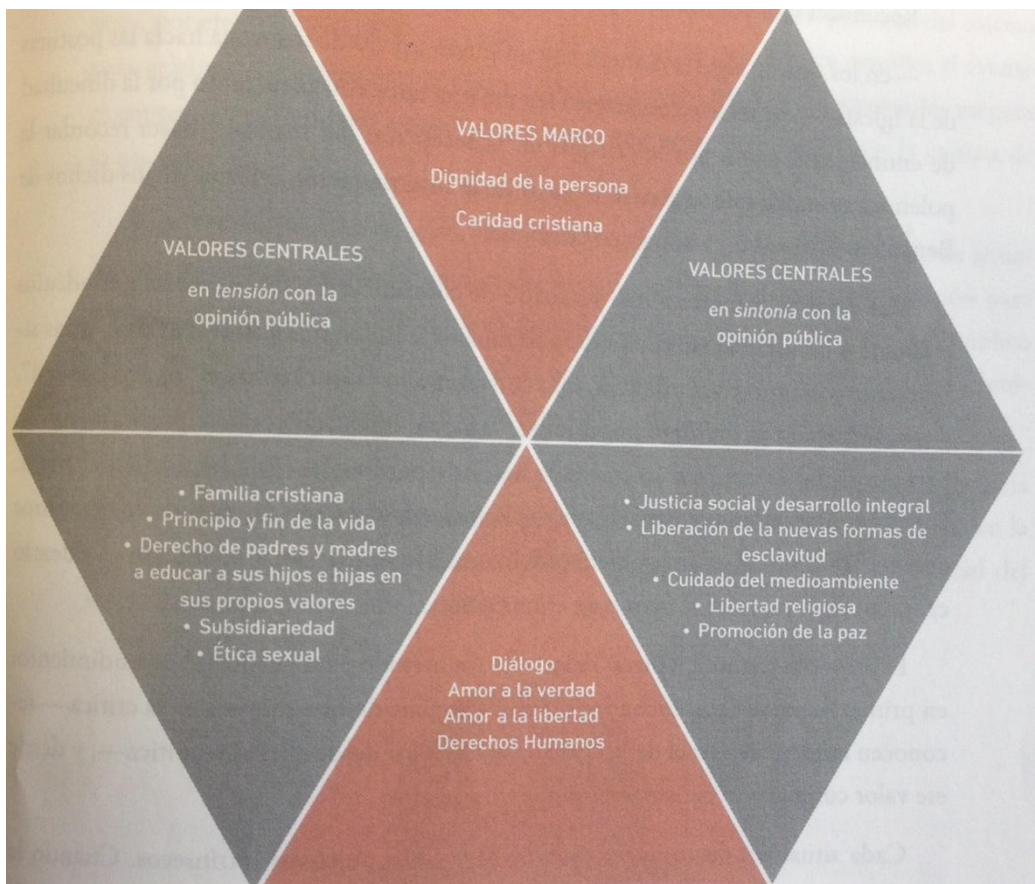 VALORES MARCO
Dignidad de la persona
Caridad cristiana
VALORES CENTRALES
en tensión con la
opinión pública
VALORES CENTRALES
en sintonía con la
opinión pública
• Familia cristiana
• Principio y fin de la vida
• Derecho de padres y madres
a educar a sus hijos e hijas en
sus propios valores
• Subsidiariedad
• Ética sexual
• Justicia social y desarrollo integral
• Liberación de la nuevas formas de
esclavitud
• Cuidado del medioambiente
• Libertad religiosa
• Promoción de la paz
Diálogo
Amor a la verdad
Amor a la libertad
Derechos Humanos